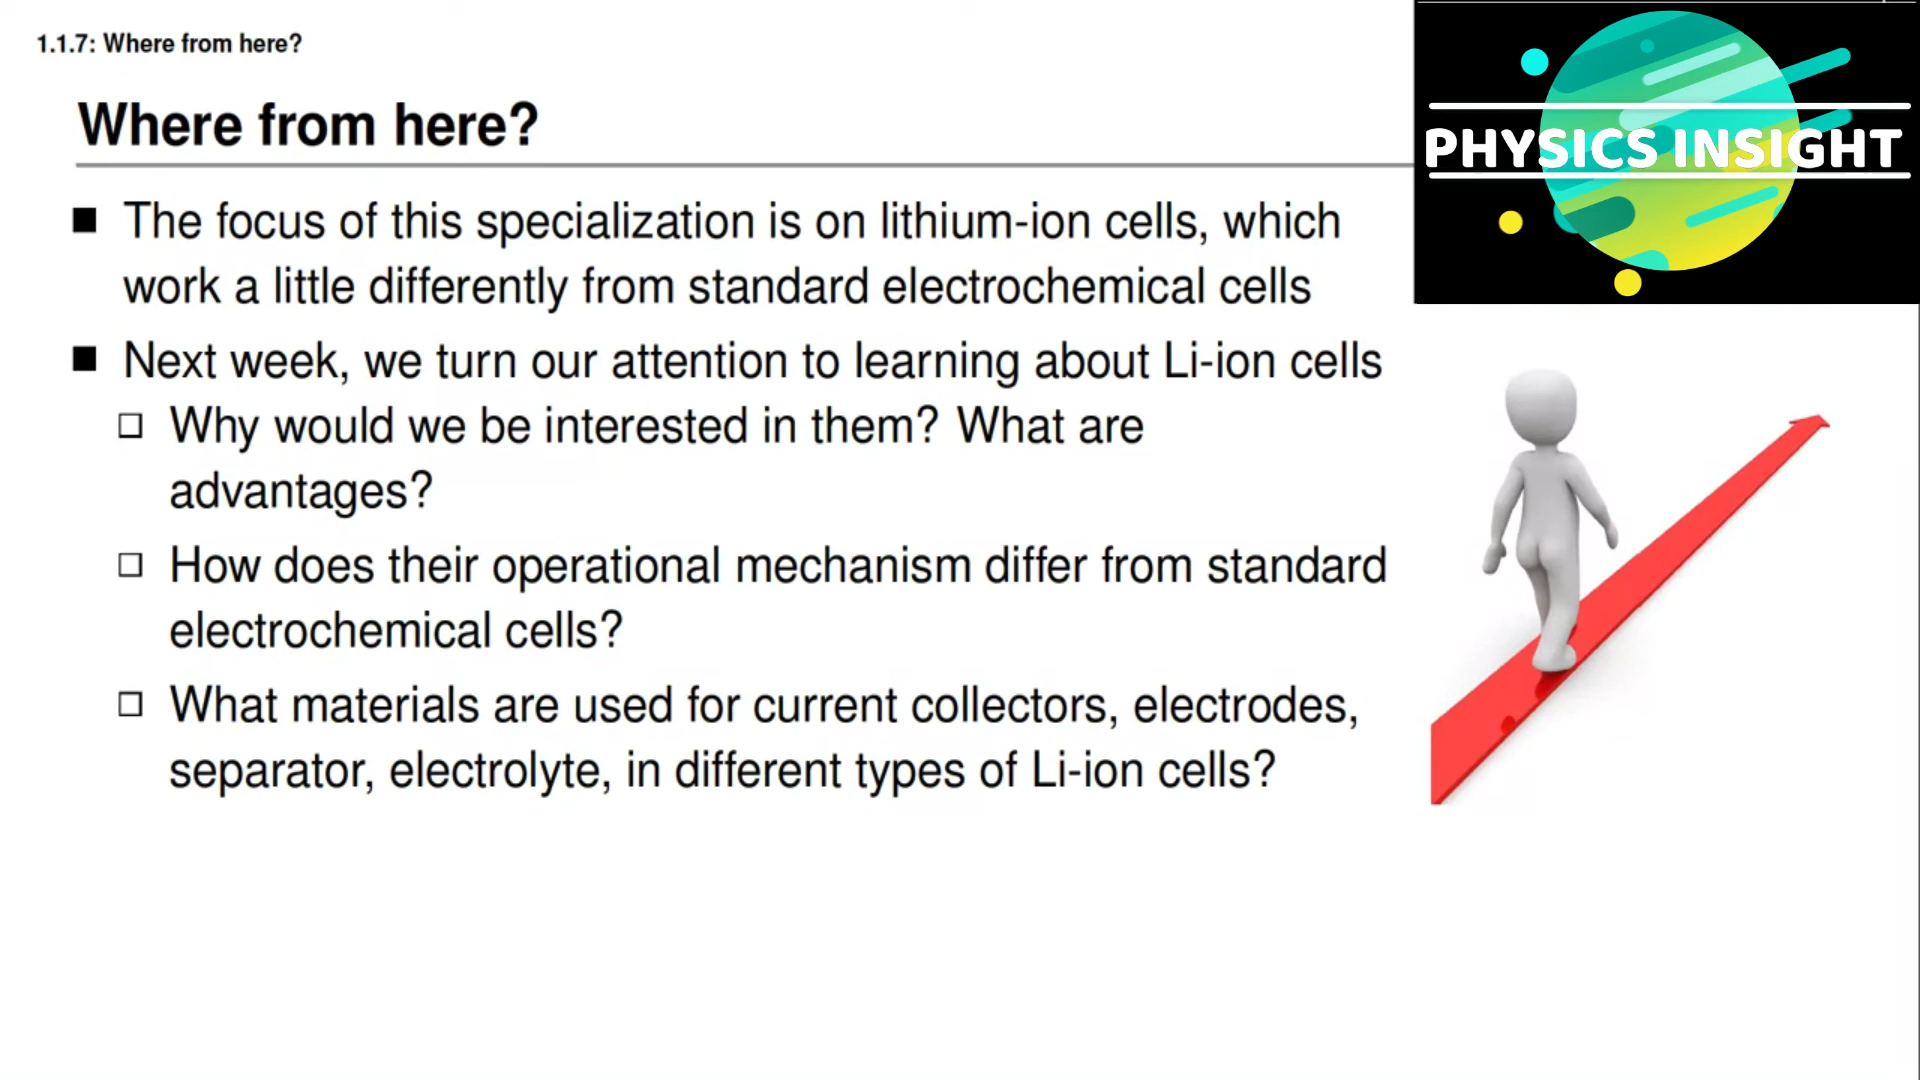 1.1.7: Where from here?
Where from here?
PHYSICS INSIGHT
■ The focus of this specialization is on lithium-ion cells, which
work a little differently from standard electrochemical cells
■ Next week, we turn our attention to learning about Li-ion cells
□ Why would we be interested in them? What are
advantages?
□ How does their operational mechanism differ from standard
electrochemical cells?
□ What materials are used for current collectors, electrodes,
separator, electrolyte, in different types of Li-ion cells?